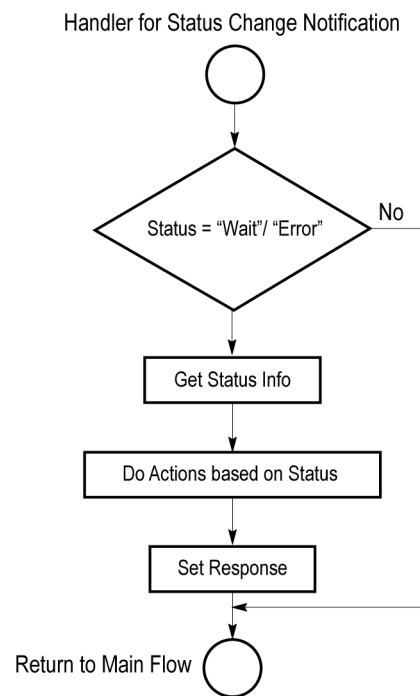 Handler for Status Change Notification
Status = “Wait”/ “Error”
No
Get Status Info
Do Actions based on Status
Set Response
Return to Main Flow